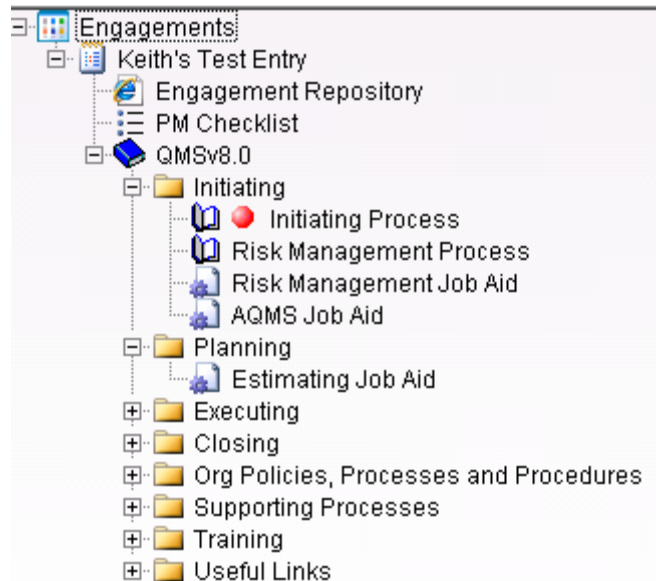 Engagements
Keith's Test Entry
Engagement Repository
PM Checklist
QMSv8.0
Initiating
Initiating Process
Risk Management Process
Risk Management Job Aid
AQMS Job Aid
Planning
Estimating Job Aid
Executing
Closing
Org Policies, Processes and Procedures
Supporting Processes
Training
Useful Links